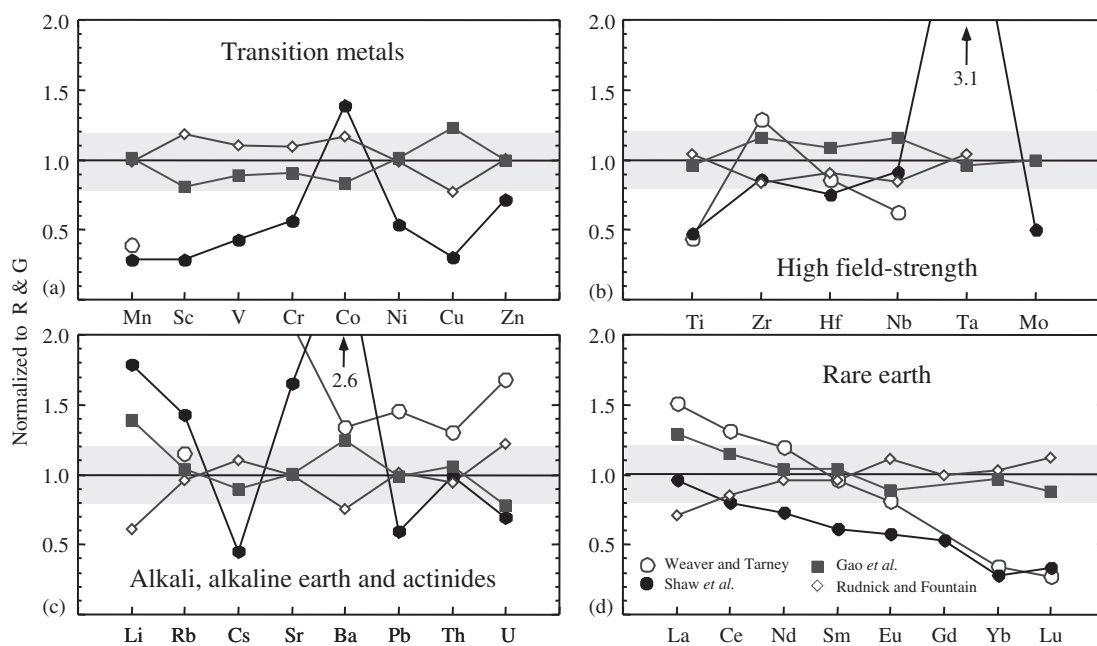 Normalized to R & G
2.0
1.5
1.0
0.5
Transition metals
(a)
Mn Sc V Cr Co Ni Cu Zn
2.0
1.5
1.0
0.5
3.1
High field-strength
(b)
Ti Zr Hf Nb Ta Mo
2.0
1.5
1.0
0.5
2.6
Alkali, alkaline earth and actinides
(c)
Li Rb Cs Sr Ba Pb Th U
2.0
1.5
1.0
0.5
Rare earth
Weaver and Tarney
Shaw et al.
Gao et al.
Rudnick and Fountain
(d)
La Ce Nd Sm Eu Gd Yb Lu